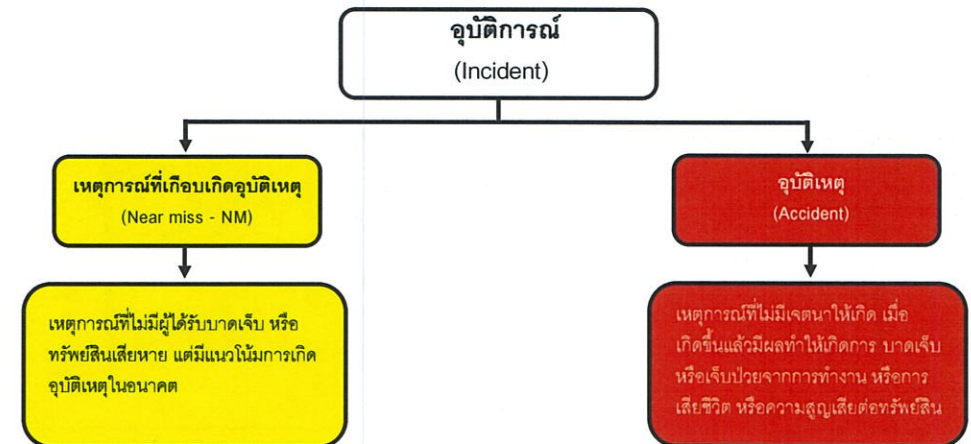 อุบัติการณ์
(Incident)
เหตุการณ์ที่เกือบเกิดอุบัติเหตุ
(Near miss - NM)
อุบัติเหตุ
(Accident)
เหตุการณ์ที่ไม่มีผู้ได้รับบาดเจ็บ หรือ
ทรัพย์สินเสียหาย แต่มีแนวโน้มการเกิด
อุบัติเหตุในอนาคต
เหตุการณ์ที่ไม่มีเจตนาให้เกิด เมื่อ
เกิดขึ้นแล้วมีผลทำให้เกิดการ บาดเจ็บ
หรือเจ็บป่วยจากการทำงาน หรือการ
เสียชีวิต หรือความสูญเสียต่อทรัพย์สิน